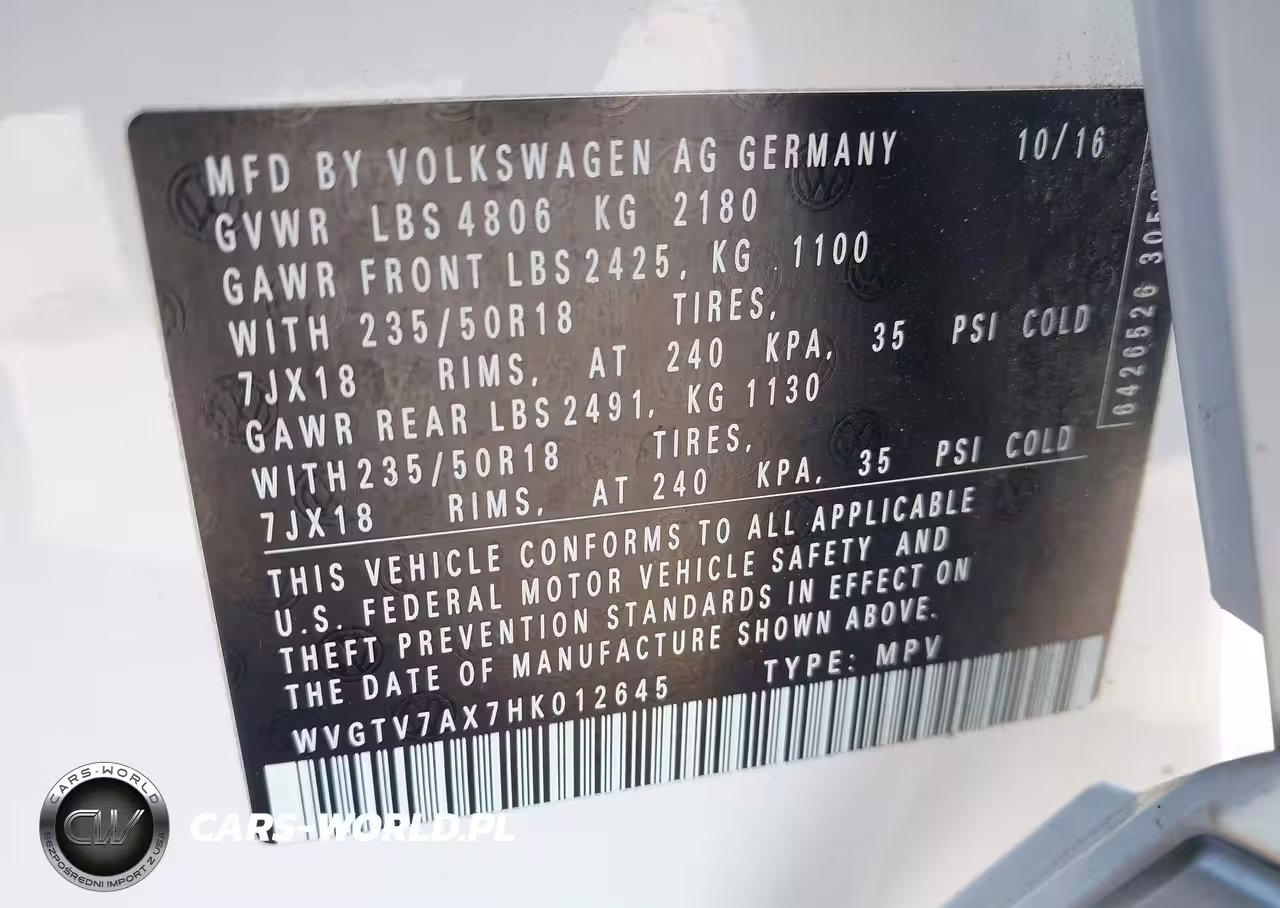 MFD BY VOLKSWAGEN AG GERMANY 10/16
GVWR LBS 4806 KG 2180
GAWR FRONT LBS 2425, KG 1100
WITH 235/50R18 TIRES,
7JX18 RIMS, AT 240 KPA, 35 PSI COLD
GAWR REAR LBS 2491, KG 1130
WITH 235/50R18 TIRES,
7JX18 RIMS, AT 240 KPA, 35 PSI COLD
THIS VEHICLE CONFORMS TO ALL APPLICABLE
U.S. FEDERAL MOTOR VEHICLE SAFETY AND
THEFT PREVENTION STANDARDS IN EFFECT ON
THE DATE OF MANUFACTURE SHOWN ABOVE.
TYPE: MPV
WVGTV7AX7HK012645
CARS-WORLD
CW
BEZPOŚREDNI IMPORT Z USA
CARS-WORLD.PL